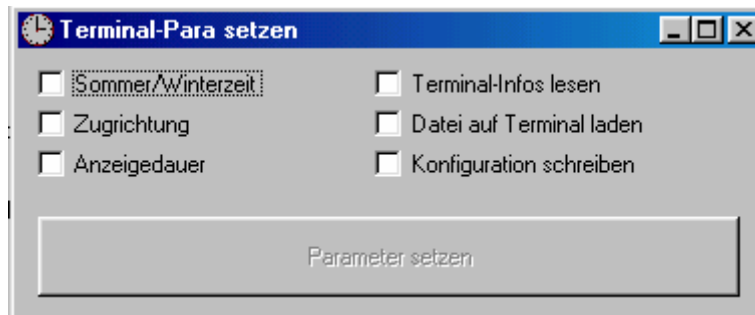 Terminal-Para setzen
Sommer/Winterzeit
Terminal-Infos lesen
Zugrichtung
Datei auf Terminal laden
Anzeigedauer
Konfiguration schreiben
Parameter setzen